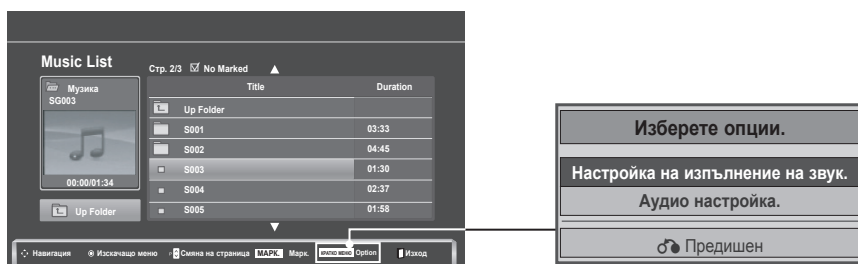 Music List
Стр. 2/3 No Marked
Музика
SG003
00:00/01:34
Up Folder
Title Duration
Up Folder
S001 03:33
S002 04:45
S003 01:30
S004 02:37
S005 01:58
Навигация Изскачащо меню P Смяна на страница МАРК. Марк. КРАТКО МЕНЮ Option Изход
Изберете опции.
Настройка на изпълнение на звук.
Аудио настройка.
Предишен